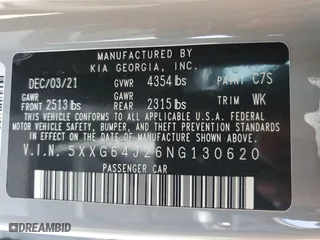 MANUFACTURED BY
KIA GEORGIA, INC.
DEC/03/21 GVWR 4354 lbs PAINT C7S
GAWR GAWR
FRONT 2513 lbs REAR 2315 lbs TRIM WK
THIS VEHICLE CONFORMS TO ALL APPLICABLE
FEDERAL MOTOR VEHICLE SAFETY, BUMPER, AND
THEFT PREVENTION STANDARDS IN EFFECT ON
THE DATE OF MANUFACTURE SHOWN ABOVE.
V.I.N. 5XXG64J26NG130620
PASSENGER CAR
DREAMBID